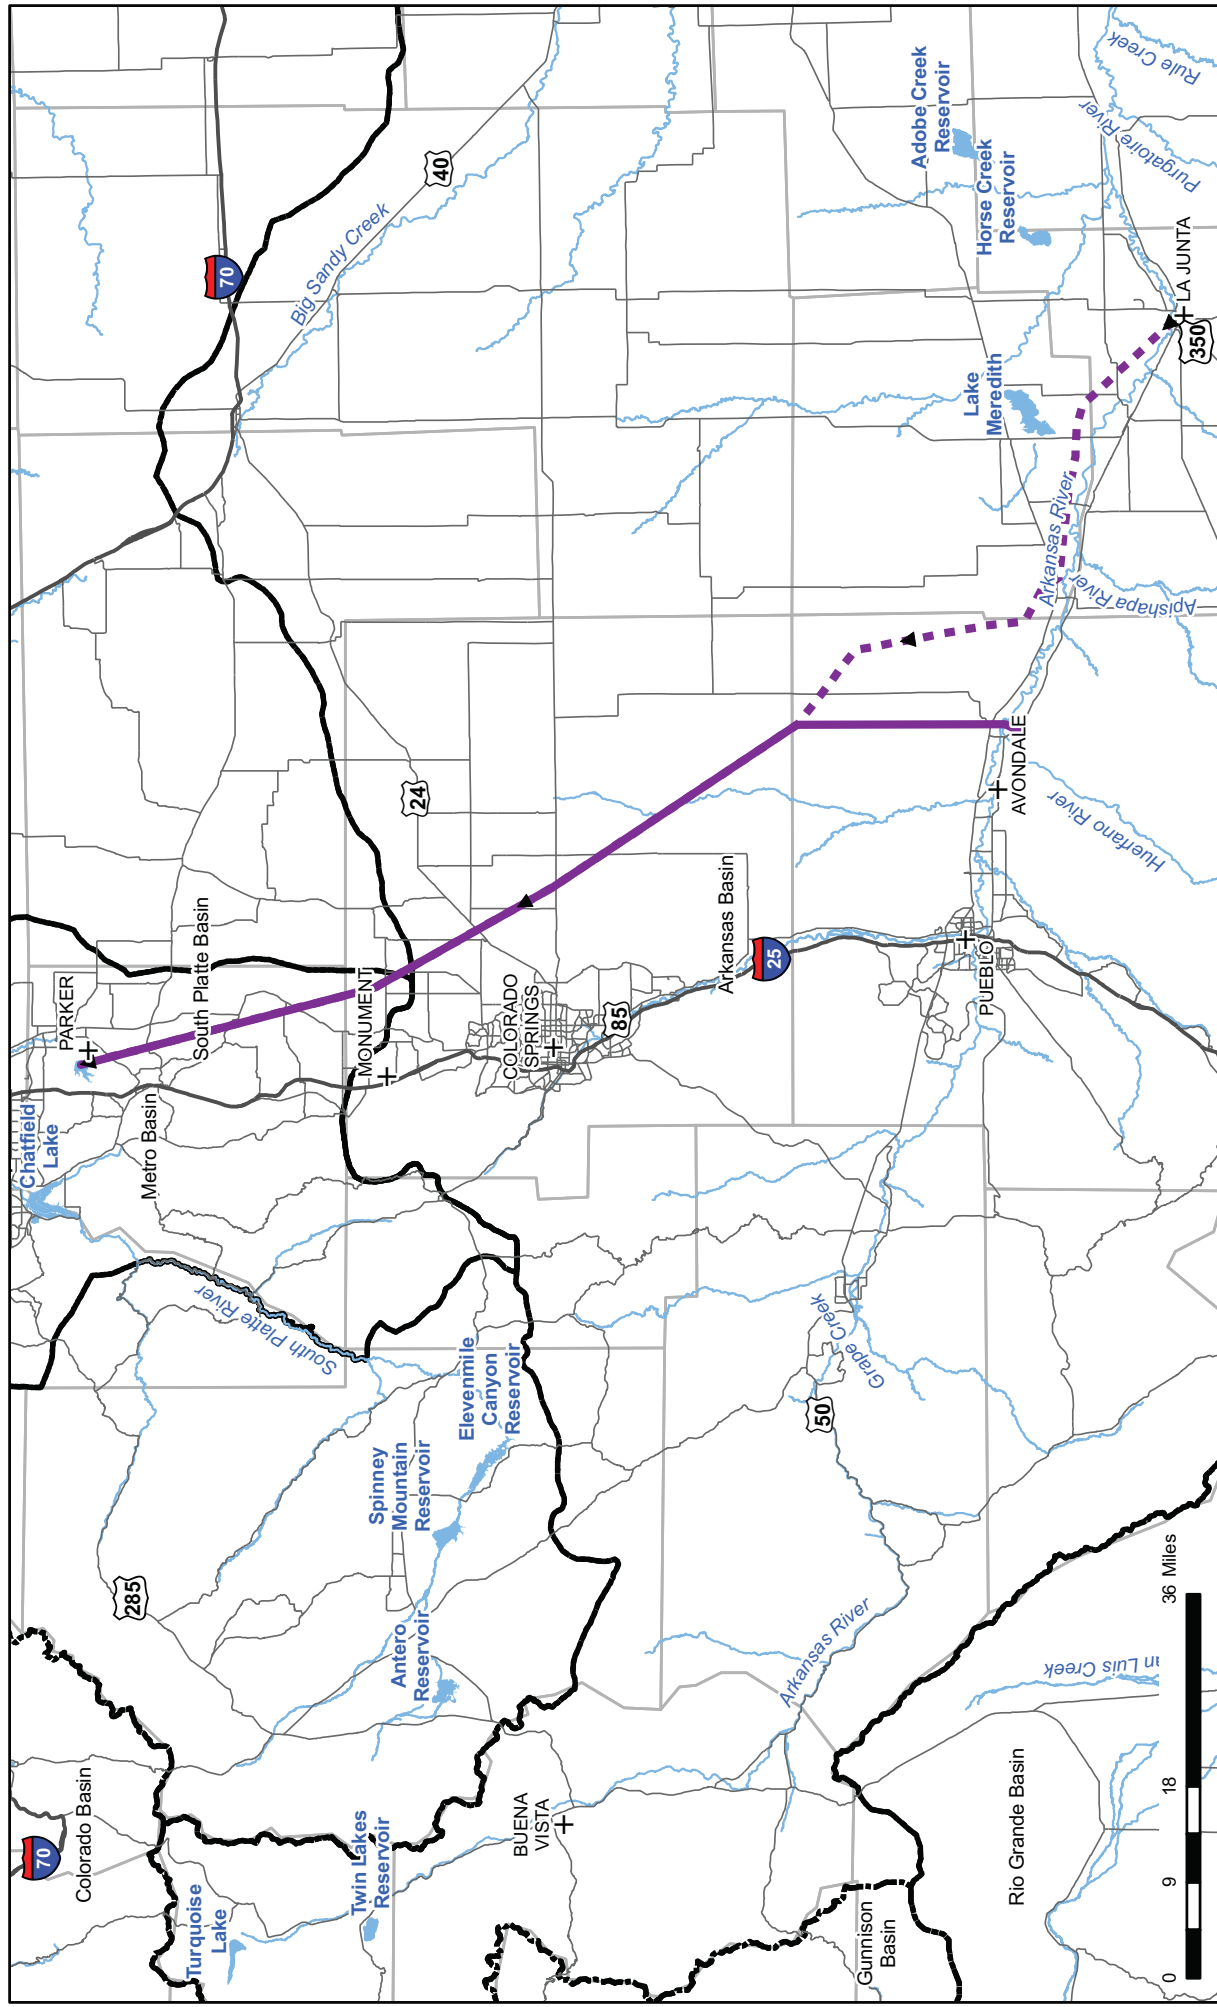 70
Colorado Basin
Turquoise
Lake
Twin Lakes
Reservoir
BUENA
VISTA
Gunnison
Basin
Rio Grande Basin
an Luis Creek
Arkansas River
285
Antero
Reservoir
Spinney
Mountain
Reservoir
Elevenmile
Canyon
Reservoir
South Platte River
50
Grape Creek
Chatfield
Lake
Metro Basin
PARKER
South Platte Basin
MONUMENT
COLORADO
SPRINGS
85
Arkansas Basin
25
PUEBLO
24
AVONDALE
Huerfano River
Apishapa River
Arkansas River
Lake
Meredith
LA JUNTA
350
Horse Creek
Reservoir
Adobe Creek
Reservoir
Purgatoire River
Rule Creek
70
Big Sandy Creek
40
0
9
18
36 Miles